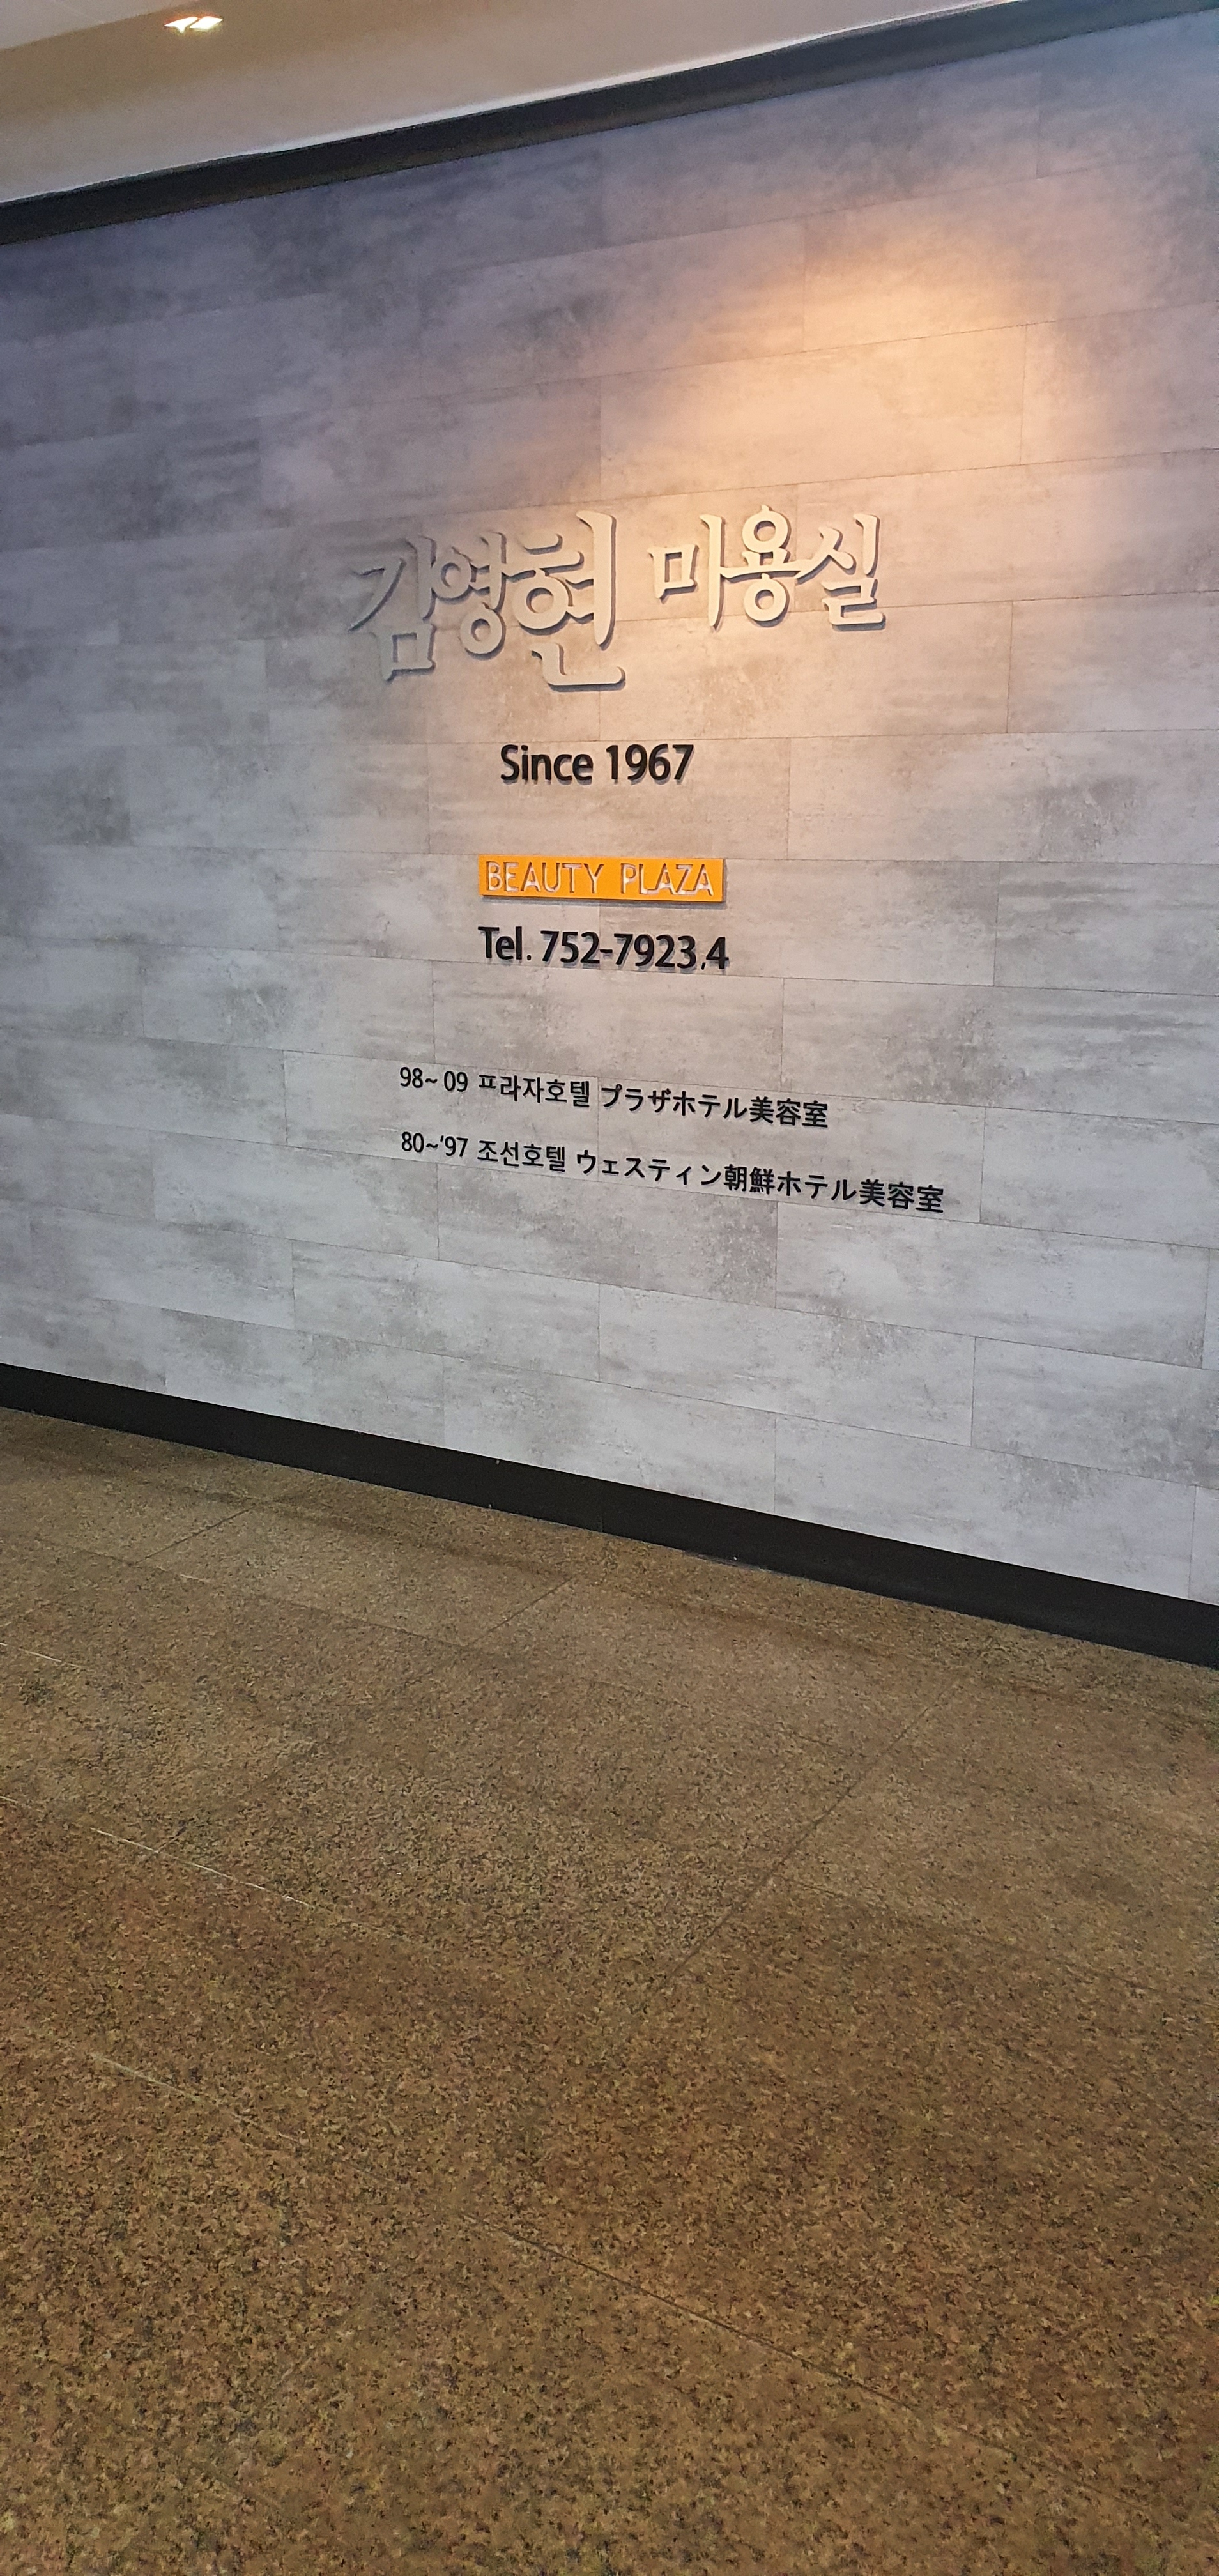 김영현 미용실
Since 1967
BEAUTY PLAZA
Tel. 752-7923,4
98~ 09 프라자호텔 プラザホテル美容室
80~'97 조선호텔 ウェスティン朝鮮ホテル美容室